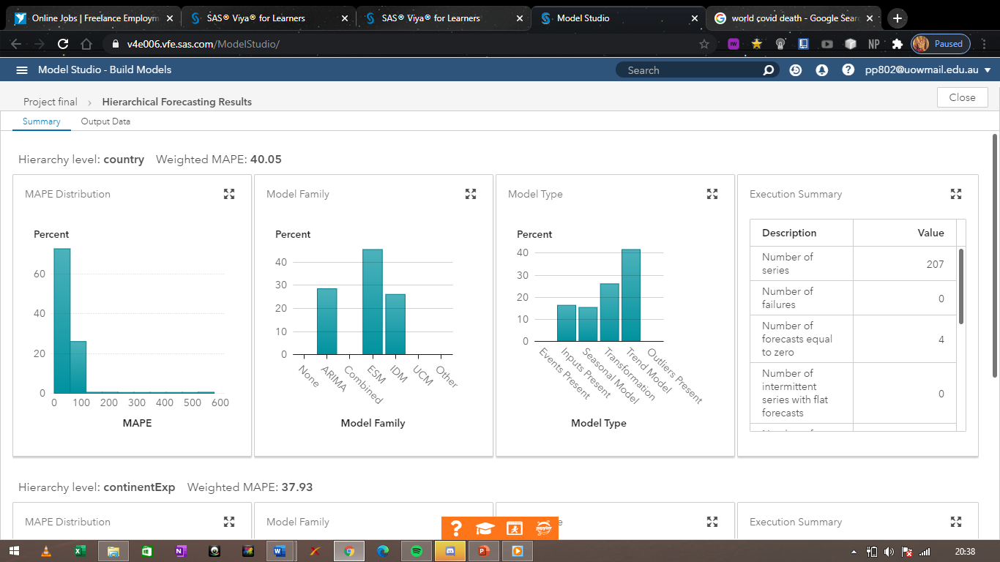 Online Jobs | Freelance Employm
SAS® Viya® for Learners
SAS® Viya® for Learners
Model Studio
world covid death - Google Sear
v4e006.vfe.sas.com/ModelStudio/
NP
Paused
Model Studio - Build Models
Search
pp802@uowmail.edu.au
Project final
Hierarchical Forecasting Results
Close
Summary
Output Data
Hierarchy level: country Weighted MAPE: 40.05
MAPE Distribution
Percent
60
40
20
0
0 100 200 300 400 500 600
MAPE
Model Family
Percent
40
30
20
10
0
None
ARIMA
Combined
ESM
IDM
UCM
Other
Model Family
Model Type
Percent
40
30
20
10
0
Events Present
Inputs Present
Seasonal Model
Transformation
Trend Model
Outliers Present
Model Type
Execution Summary
Description Value
Number of
series
207
Number of
failures
0
Number of
forecasts equal
to zero
4
Number of
intermittent
series with flat
forecasts
0
Hierarchy level: continentExp Weighted MAPE: 37.93
MAPE Distribution
Model Family
Execution Summary
20:38